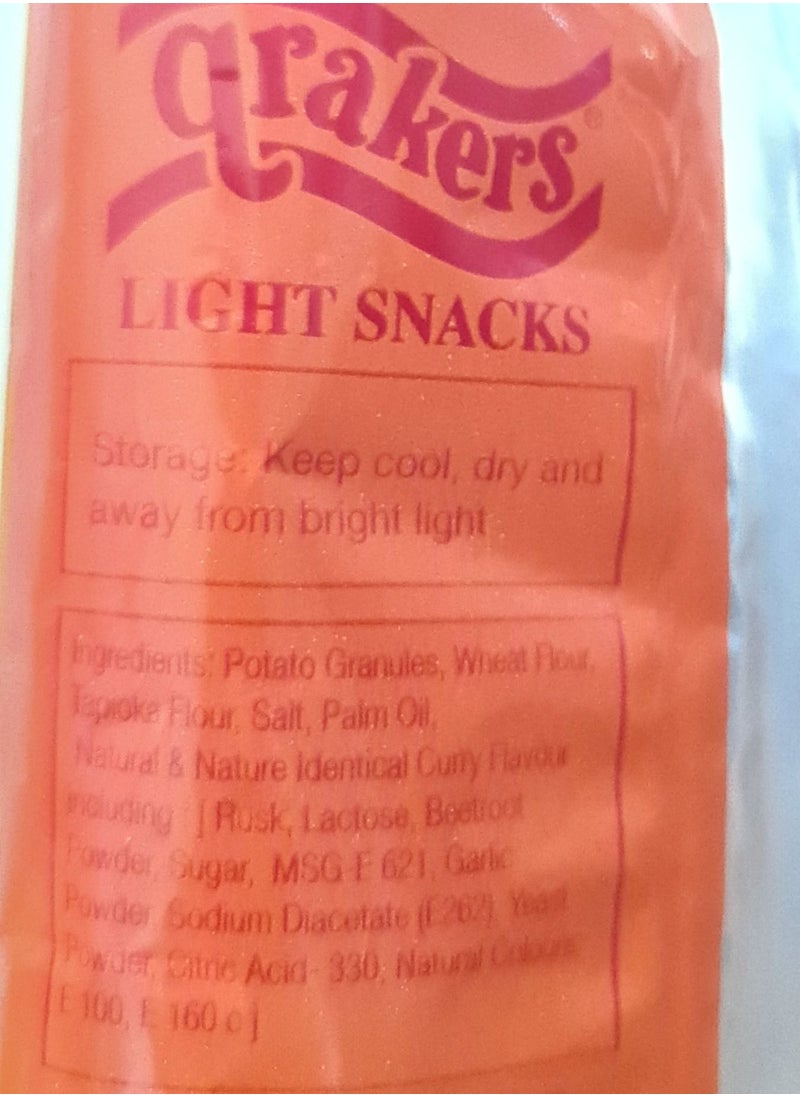 qrakers®
LIGHT SNACKS
Storage: Keep cool, dry and
away from bright light
Ingredients: Potato Granules, Wheat Flour,
Tapioka Flour, Salt, Palm Oil,
Natural & Nature Identical Curry Flavour
including [ Rusk, Lactose, Beetroot
Powder, Sugar, MSG E 621, Garlic
Powder, Sodium Diacetate (E262), Yeast
Powder, Citric Acid- 330, Natural Colours
E 100, E 160 c ]